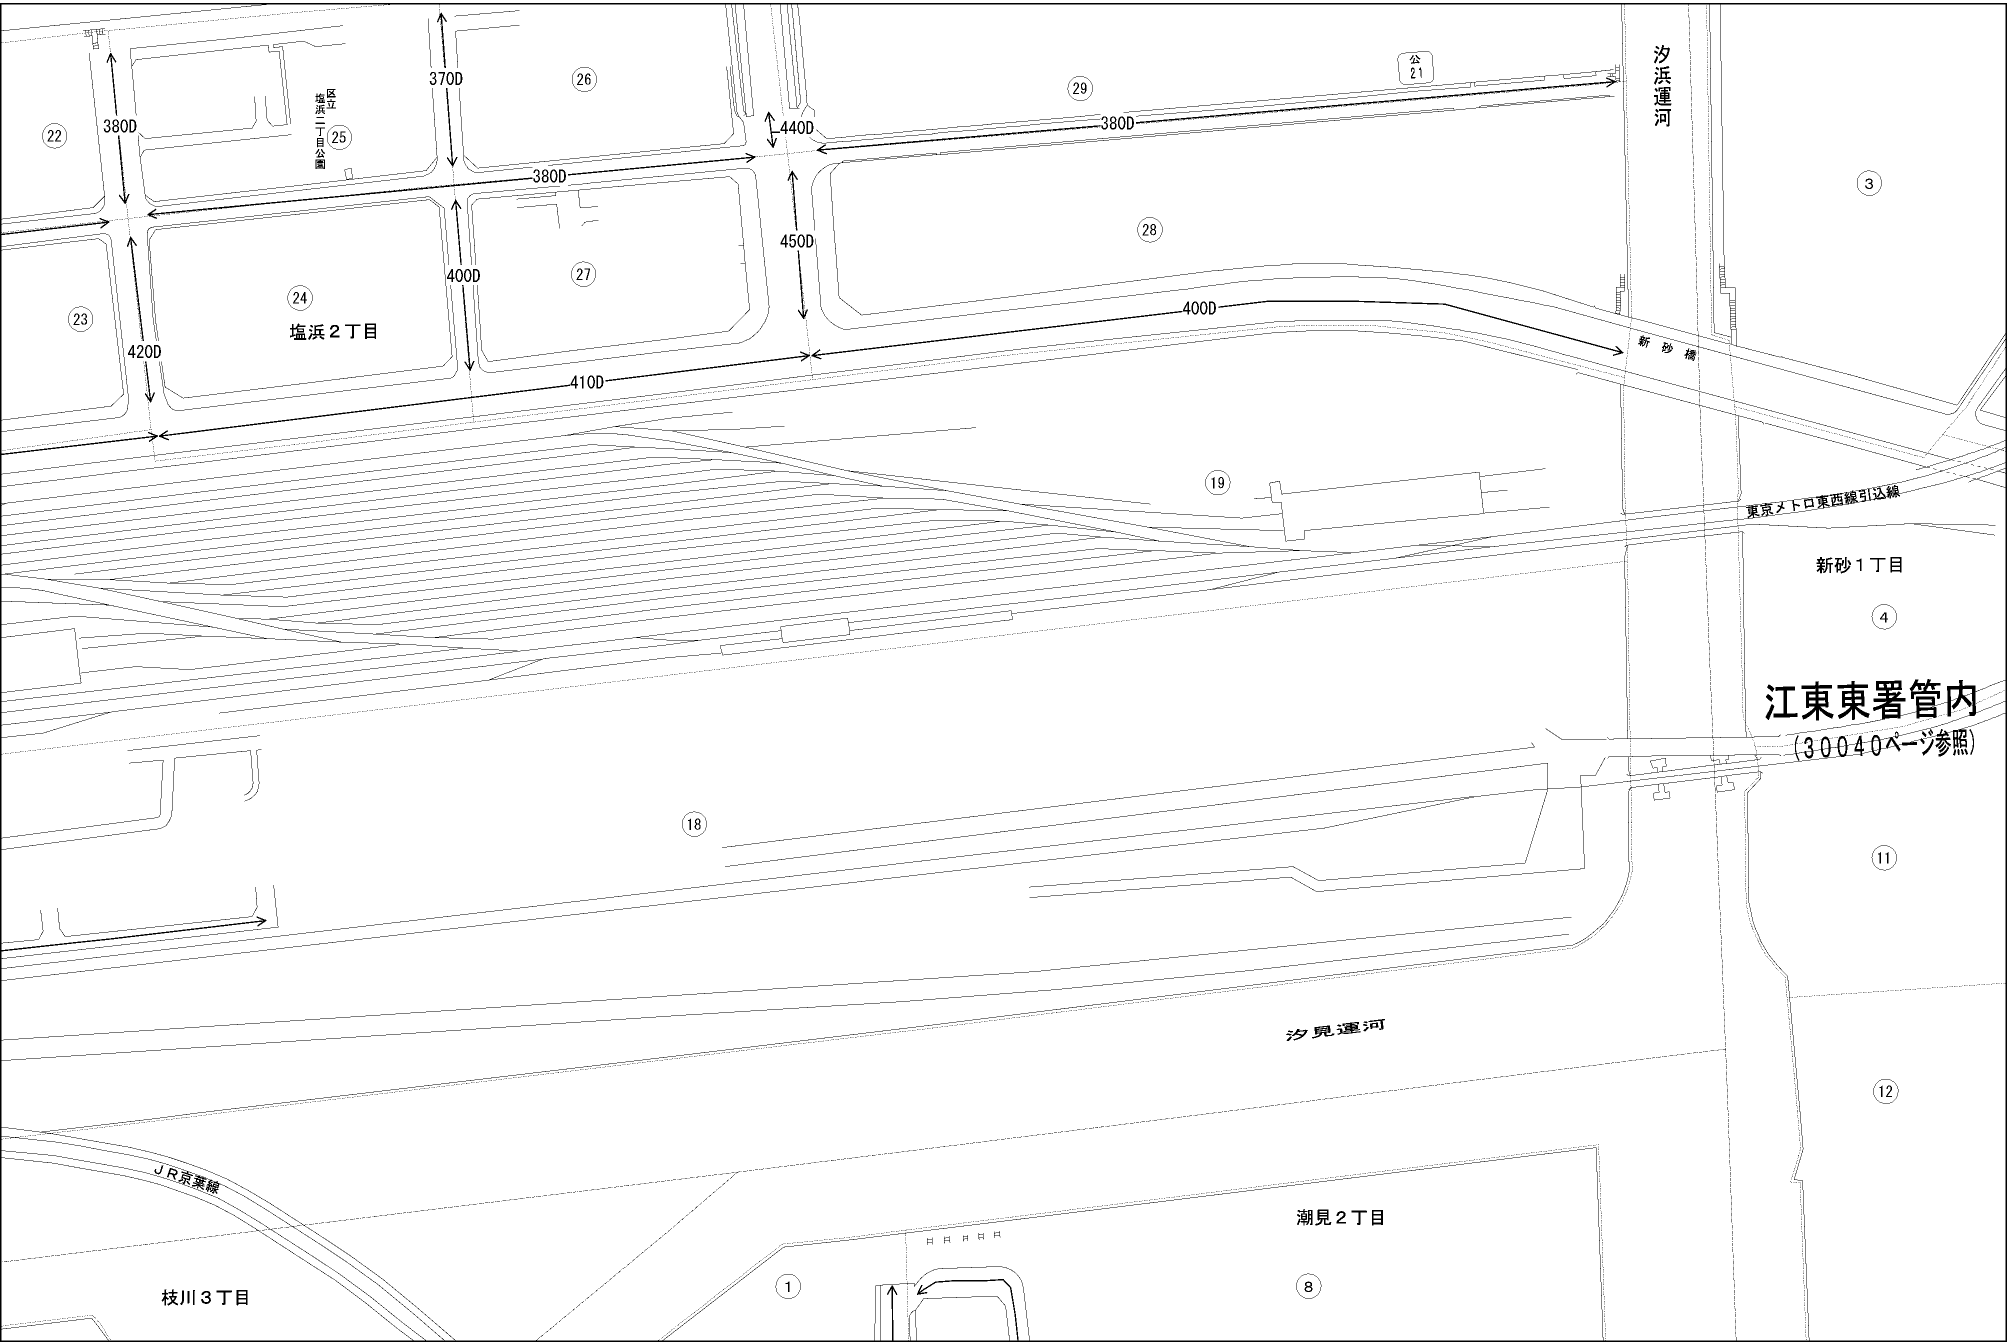 汐浜運河
公
21
370D
26
29
区立
塩浜二丁目公園
22
380D
25
440D
380D
3
380D
28
450D
400D
27
24
23
塩浜2丁目
400D
新砂橋
420D
410D
19
東京メトロ東西線引込線
新砂1丁目
4
江東東署管内
(30040ページ参照)
18
11
汐見運河
12
JR京葉線
潮見2丁目
1
8
枝川3丁目